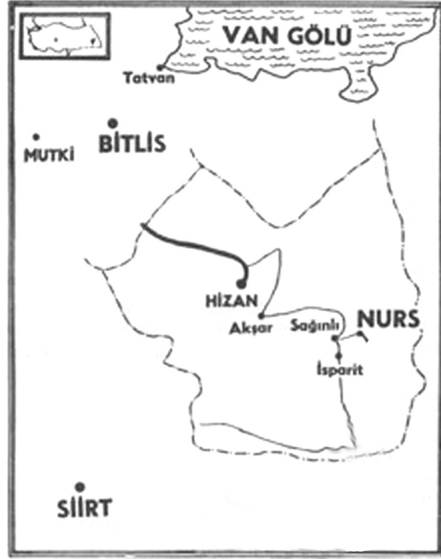 VAN GÖLÜ
Tatvan
BİTLİS
MUTKİ
HİZAN
Akşar
Sağınlı
NURS
İsparit
SİİRT